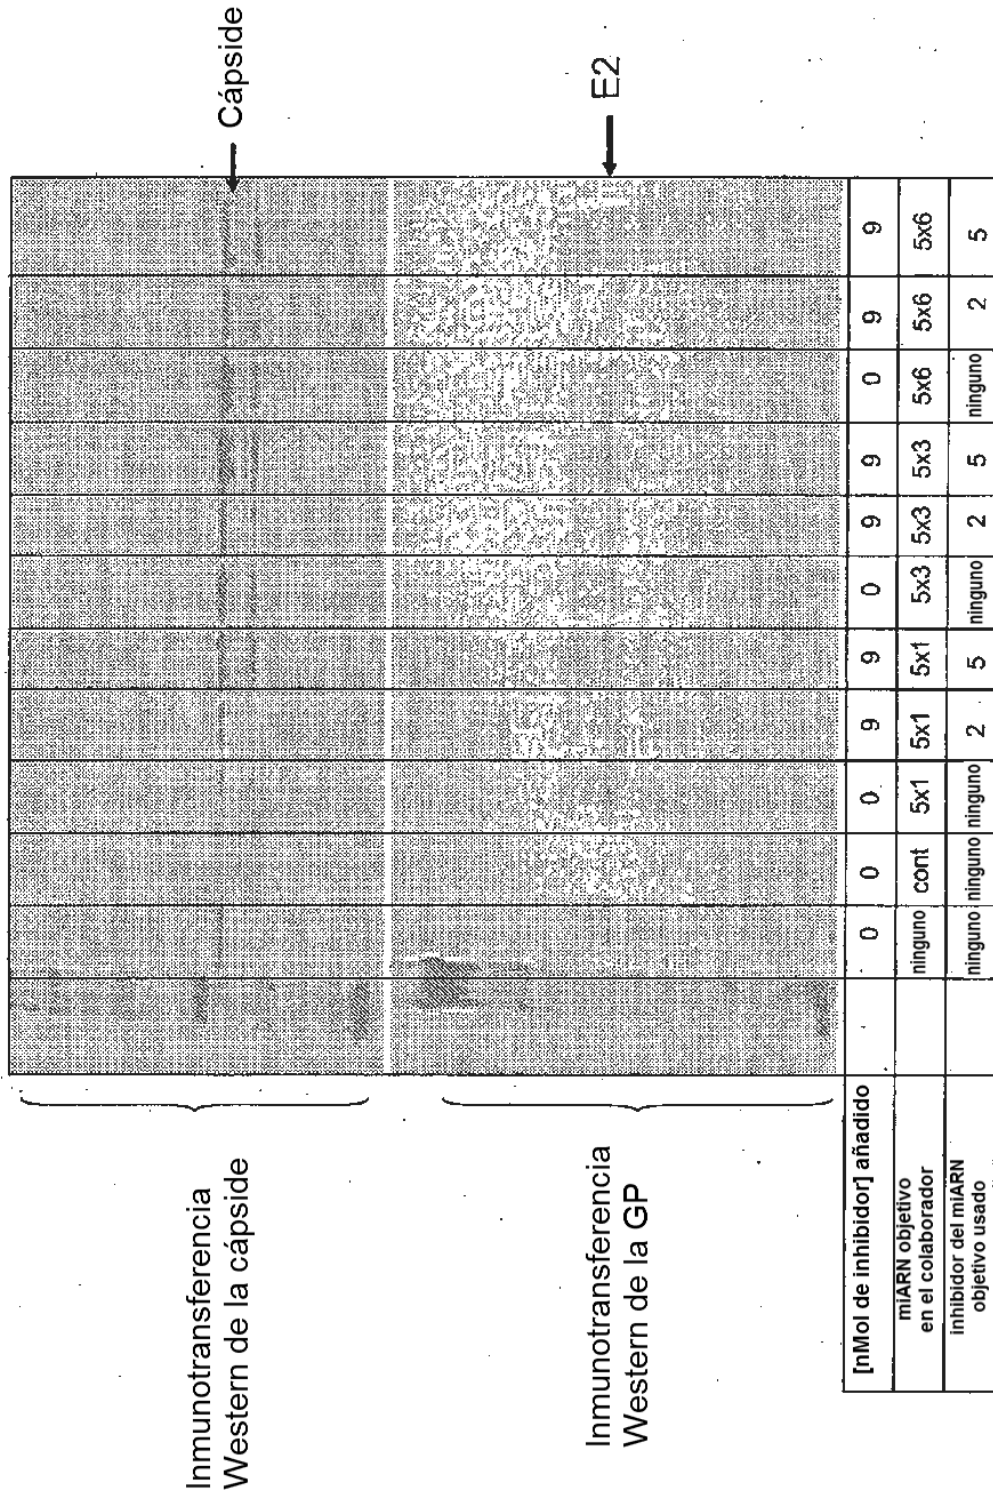 Inmunotransferencia
Western de la cápside
Cápside
Inmunotransferencia
Western de la GP
E2
[nMol de inhibidor] añadido 0 0 0 9 9 0 9 9 0 9 9
miARN objetivo
en el colaborador ninguno cont 5x1 5x1 5x1 5x3 5x3 5x3 5x6 5x6 5x6
inhibidor del miARN
objetivo usado ninguno ninguno ninguno 2 5 ninguno 2 5 ninguno 2 5